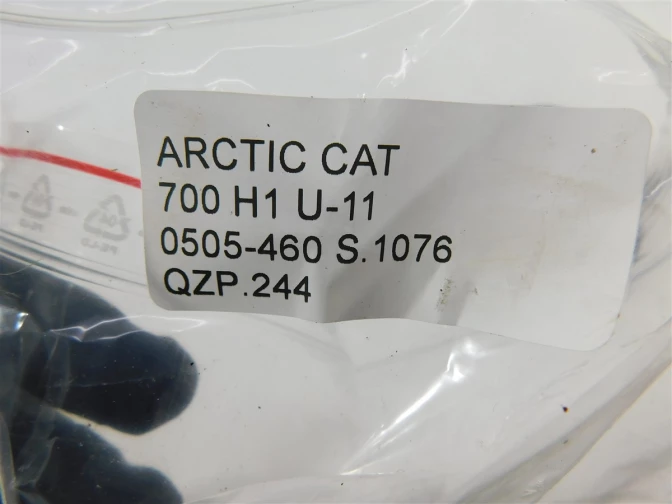 ARCTIC CAT
700 H1 U-11
0505-460 S.1076
QZP.244